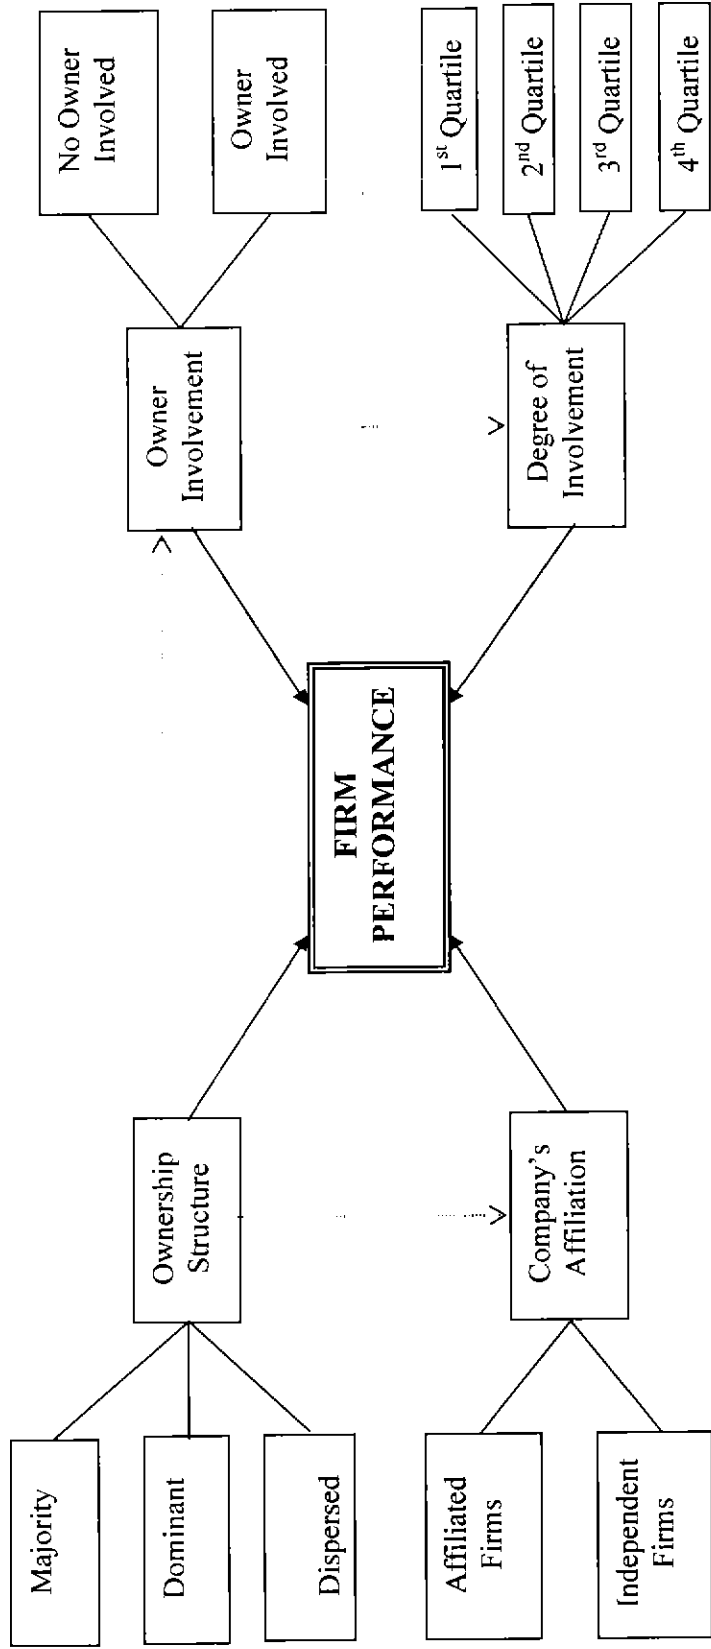 Majority
Dominant
Dispersed
Affiliated
Firms
Independent
Firms
Ownership
Structure
Company's
Affiliation
FIRM
PERFORMANCE
Owner
Involvement
Degree of
Involvement
No Owner
Involved
Owner
Involved
1st Quartile
2nd Quartile
3rd Quartile
4th Quartile